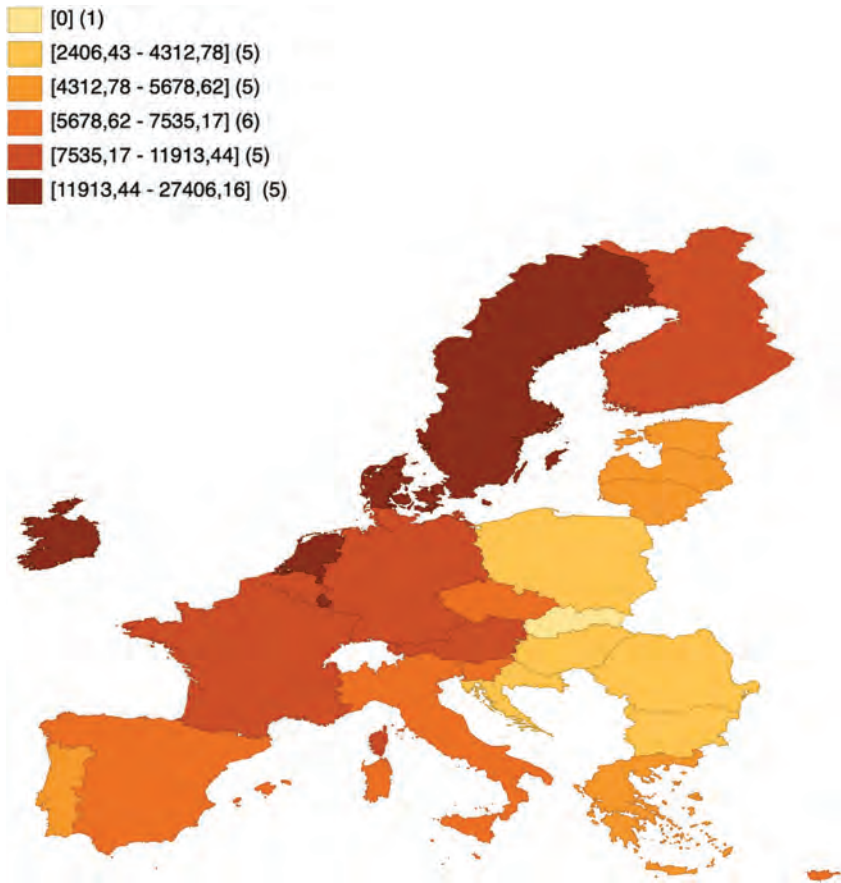 [0] (1)
[2406,43 - 4312,78] (5)
[4312,78 - 5678,62] (5)
[5678,62 - 7535,17] (6)
[7535,17 - 11913,44] (5)
[11913,44 - 27406,16] (5)